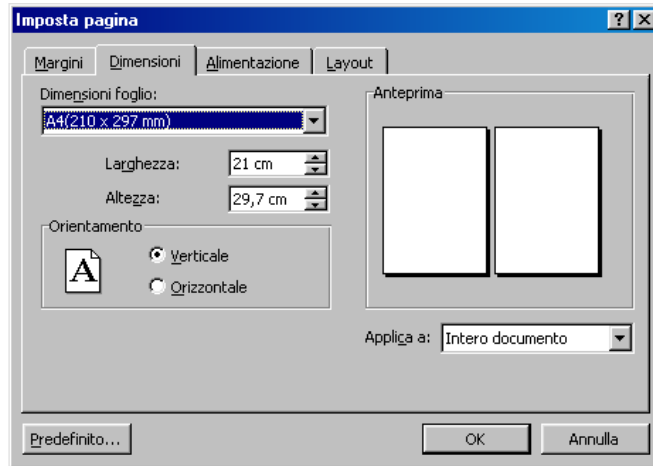 Imposta pagina
Margini Dimensioni Alimentazione Layout
Dimensioni foglio:
A4(210 x 297 mm)
Larghezza: 21 cm
Altezza: 29,7 cm
Orientamento
A
Verticale
Orizzontale
Anteprima
Applica a: Intero documento
Predefinito... OK Annulla